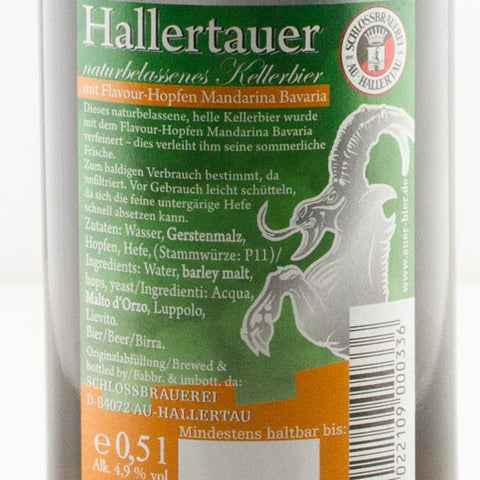 Hallertauer
naturbelassenes Kellerbier
mit Flavour-Hopfen Mandarina Bavaria
SCHLOSSBRAUEREI
AU-HALLERTAU
Dieses naturbelassene, helle Kellerbier wurde
mit dem Flavour-Hopfen Mandarina Bavaria
verfeinert – dies verleiht ihm seine sommerliche
Frische.
Zum baldigen Verbrauch bestimmt, da
unfiltriert. Vor Gebrauch leicht schütteln,
da sich die feine untergärige Hefe
schnell absetzen kann.
Zutaten: Wasser, Gerstenmalz,
Hopfen, Hefe, (Stammwürze: P11)/
Ingredients: Water, barley malt,
hops, yeast/Ingredienti: Acqua,
Malto d'Orzo, Luppolo,
Lievito.
Bier/Beer/Birra.
Originalabfüllung/Brewed &
bottled by/Fabbr. & imbott. da:
SCHLOSSBRAUEREI
D-84072 AU-HALLERTAU
e 0,5 l
Alk. 4,9 % vol
Mindestens haltbar bis:
www.auer-bier.de
022109 000336